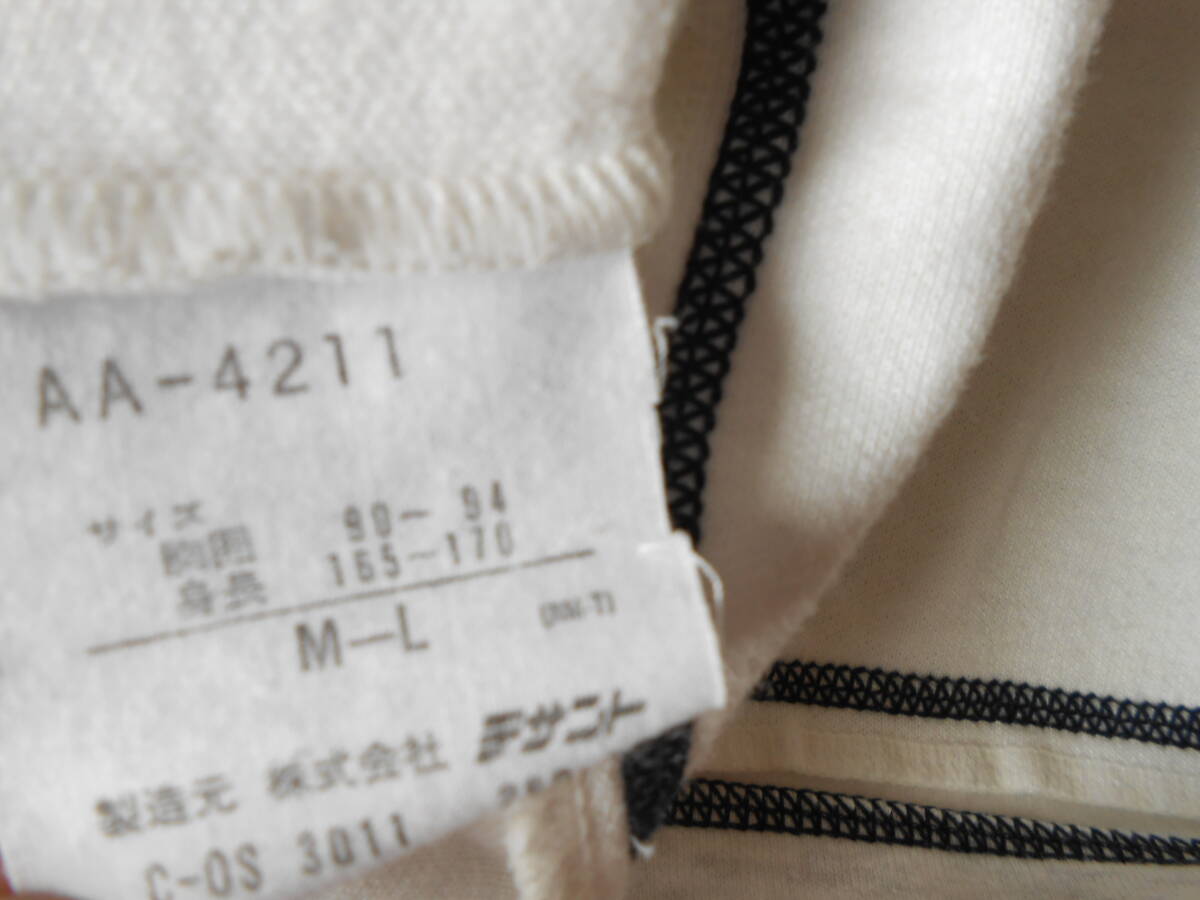 AA-4211
サイズ
胸囲 90〜94
身長 165〜170
M—L
製造元 株式会社 デサント
C-OS 3011